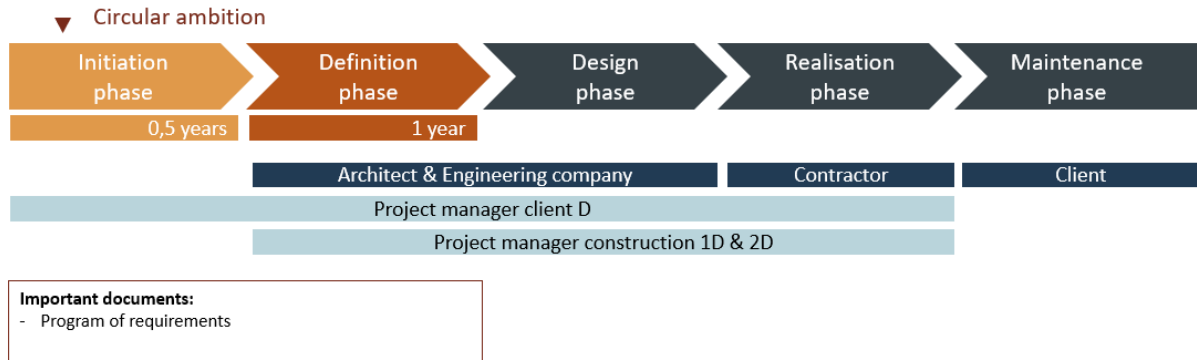 Circular ambition
Initiation
phase
Definition
phase
Design
phase
Realisation
phase
Maintenance
phase
0,5 years
1 year
Architect & Engineering company
Contractor
Client
Project manager client D
Project manager construction 1D & 2D
Important documents:
- Program of requirements